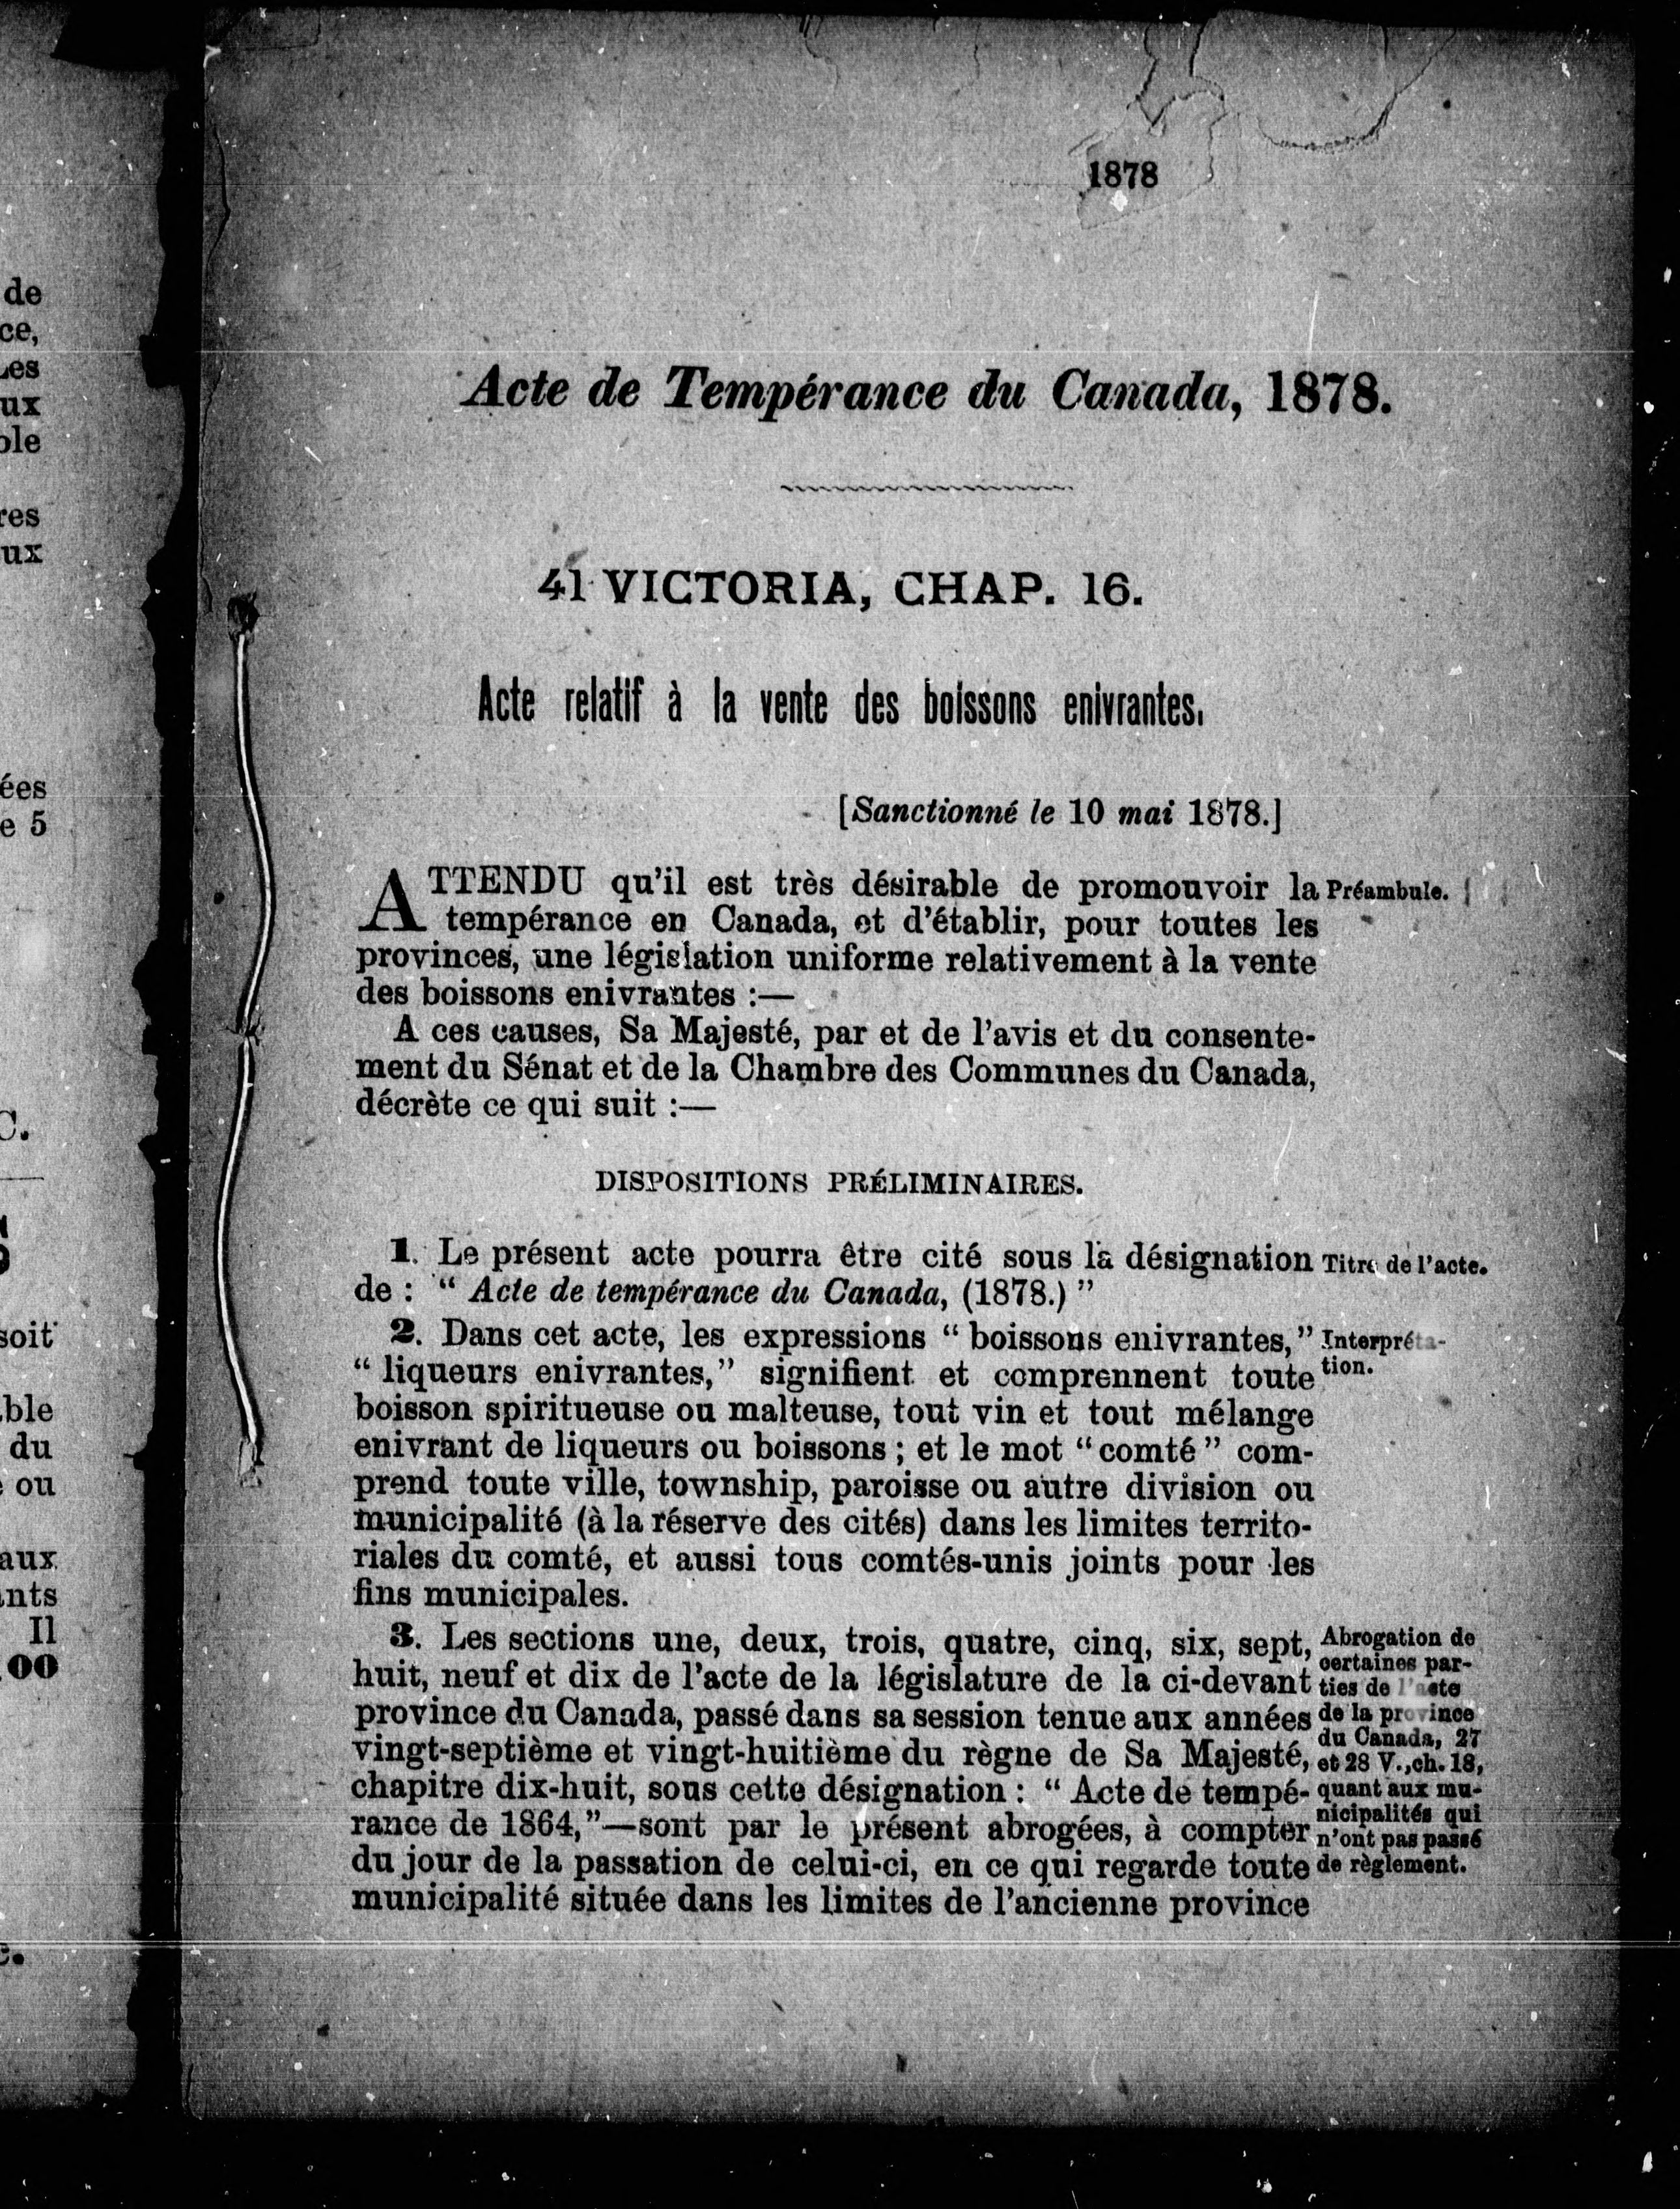 de
ce,
ux
res
ux
ées
e 5
C.
soit
du
ou
aux
Il
00
1878
Acte de Tempérance du Canada, 1878.
41 VICTORIA, CHAP. 16.
Acte relatif à la vente des boissons enivrantes.
[Sanctionné le 10 mai 1878.]
ATTENDU qu'il est très désirable de promouvoir la Préambule.
tempérance en Canada, et d'établir, pour toutes les
provinces, une législation uniforme relativement à la vente
des boissons enivrantes :—
A ces causes, Sa Majesté, par et de l'avis et du consente-
ment du Sénat et de la Chambre des Communes du Canada,
décrète ce qui suit :—
DISPOSITIONS PRÉLIMINAIRES.
1. Le présent acte pourra être cité sous la désignation Titre de l'acte.
de : " Acte de tempérance du Canada, (1878.) "
2. Dans cet acte, les expressions " boissons enivrantes," Interpréta-
" liqueurs enivrantes," signifient et comprennent toute tion.
boisson spiritueuse ou malteuse, tout vin et tout mélange
enivrant de liqueurs ou boissons ; et le mot "comté" com-
prend toute ville, township, paroisse ou autre division ou
municipalité (à la réserve des cités) dans les limites territo-
riales du comté, et aussi tous comtés-unis joints pour les
fins municipales.
3. Les sections une, deux, trois, quatre, cinq, six, sept,
huit, neuf et dix de l'acte de la législature de la ci-devant
province du Canada, passé dans sa session tenue aux années
vingt-septième et vingt-huitième du règne de Sa Majesté,
chapitre dix-huit, sous cette désignation : " Acte de tempé-
rance de 1864,"—sont par le présent abrogées, à compter
du jour de la passation de celui-ci, en ce qui regarde toute
municipalité située dans les limites de l'ancienne province
Abrogation de
certaines par-
ties de l'acte
de la province
du Canada, 27
et 28 V.,ch. 18,
quant aux mu-
nicipalités qui
n'ont pas passé
de règlement.